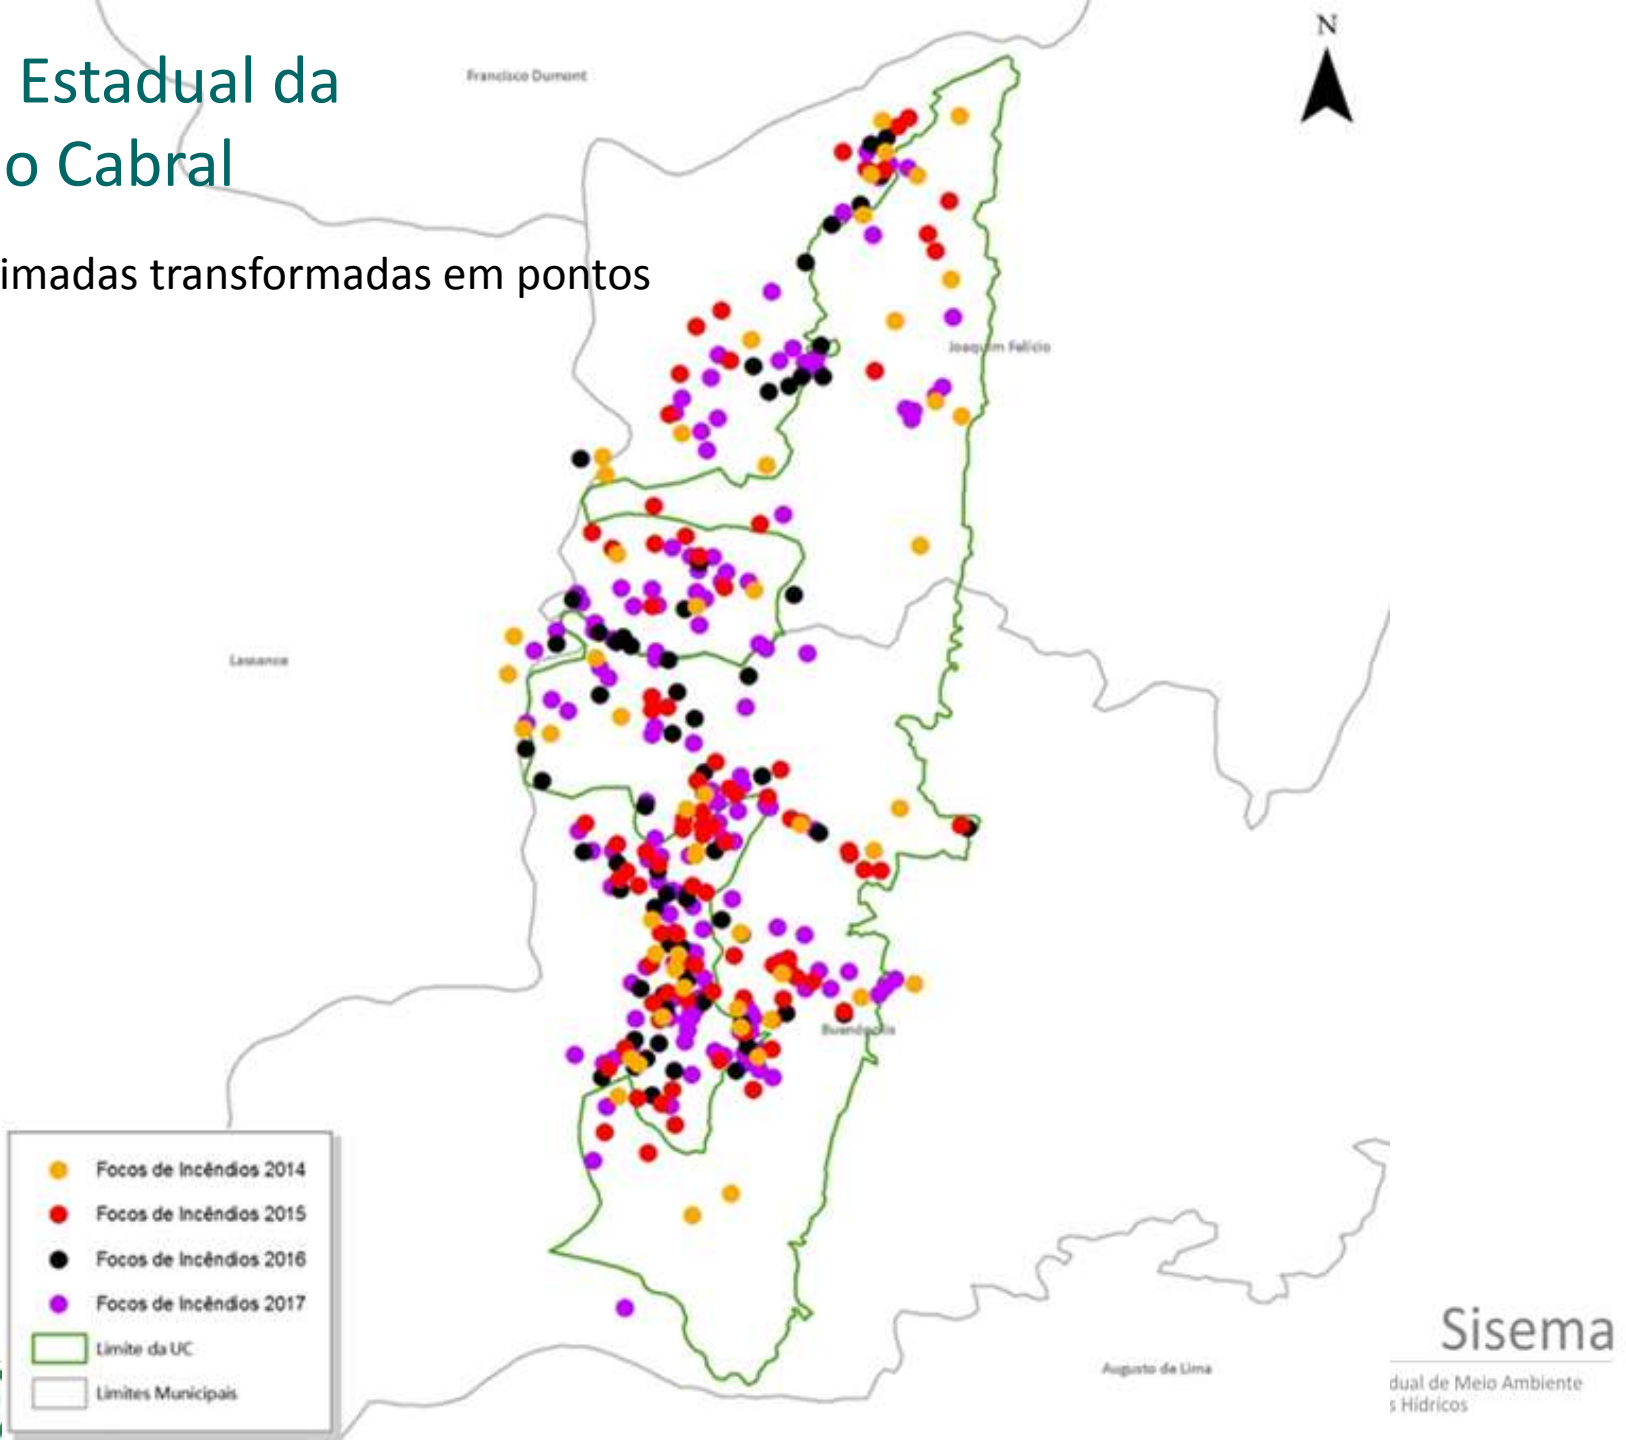 Estadual da
o Cabral
imadas transformadas em pontos
N
Francisco Dumont
Joaquim Felício
Lassance
Buenópolis
Augusto de Lima
Focos de Incêndios 2014
Focos de Incêndios 2015
Focos de Incêndios 2016
Focos de Incêndios 2017
Limite da UC
Limites Municipais
Sisema
dual de Meio Ambiente
s Hídricos